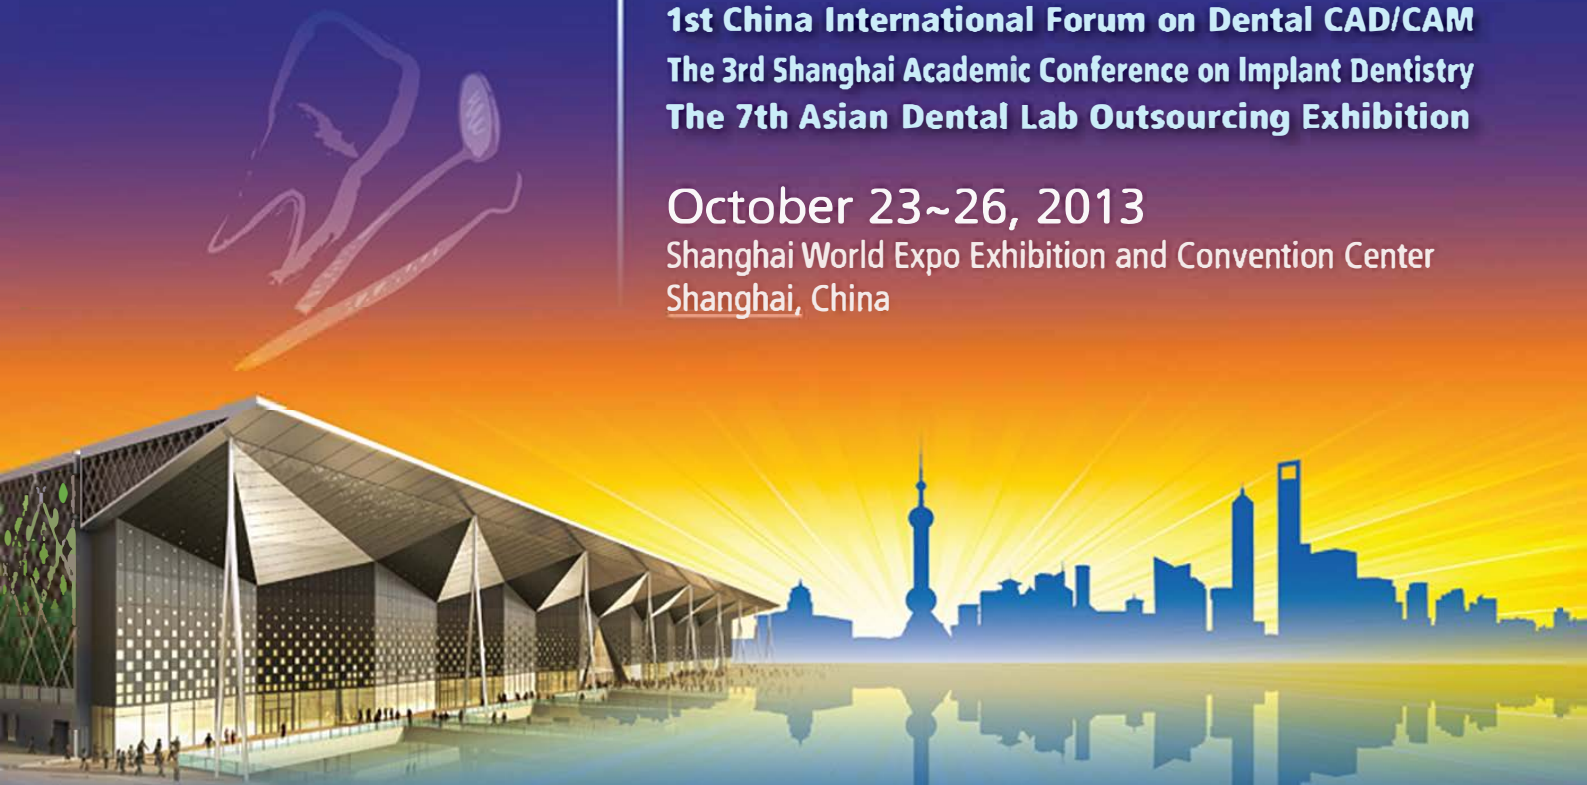 1st China International Forum on Dental CAD/CAM
The 3rd Shanghai Academic Conference on Implant Dentistry
The 7th Asian Dental Lab Outsourcing Exhibition
October 23~26, 2013
Shanghai World Expo Exhibition and Convention Center
Shanghai, China